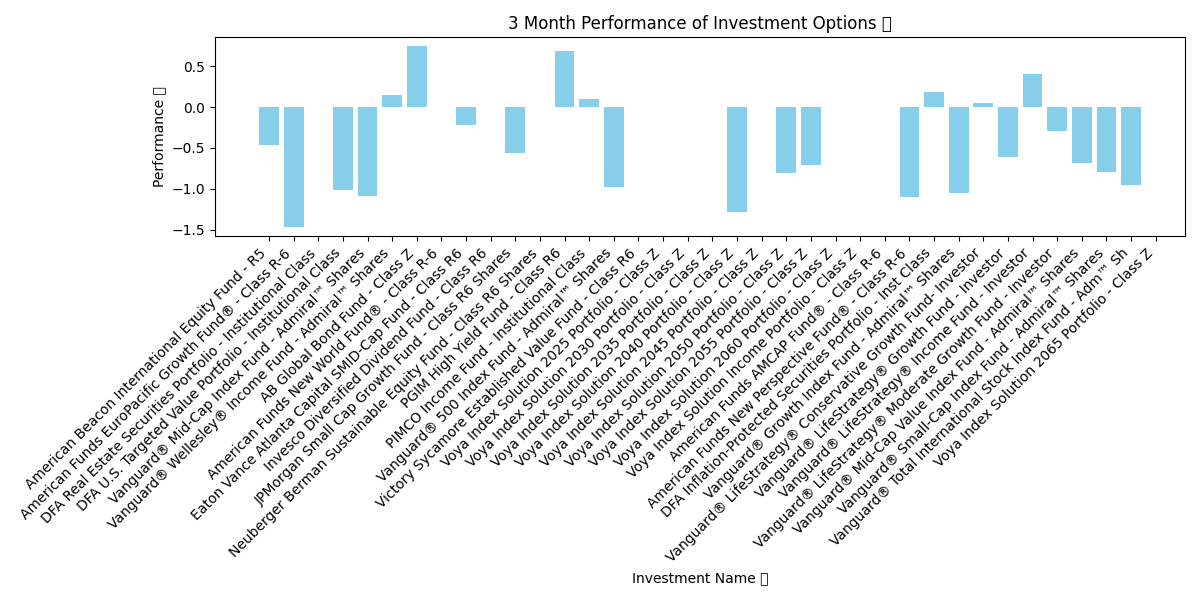 3 Month Performance of Investment Options
Performance
0.5
0.0
−0.5
−1.0
−1.5
American Beacon International Equity Fund - R5
American Funds EuroPacific Growth Fund® - Class R-6
DFA Real Estate Securities Portfolio - Institutional Class
DFA U.S. Targeted Value Portfolio - Institutional Class
Vanguard® Mid-Cap Index Fund - Admiral™ Shares
Vanguard® Wellesley® Income Fund - Admiral™ Shares
AB Global Bond Fund - Class Z
American Funds New World Fund® - Class R-6
Eaton Vance Atlanta Capital SMID-Cap Fund - Class R6
Invesco Diversified Dividend Fund - Class R6
JPMorgan Small Cap Growth Fund - Class R6 Shares
Neuberger Berman Sustainable Equity Fund - Class R6 Shares
PGIM High Yield Fund - Class R6
PIMCO Income Fund - Institutional Class
Vanguard® 500 Index Fund - Admiral™ Shares
Victory Sycamore Established Value Fund - Class R6
Voya Index Solution 2025 Portfolio - Class Z
Voya Index Solution 2030 Portfolio - Class Z
Voya Index Solution 2035 Portfolio - Class Z
Voya Index Solution 2040 Portfolio - Class Z
Voya Index Solution 2045 Portfolio - Class Z
Voya Index Solution 2050 Portfolio - Class Z
Voya Index Solution 2055 Portfolio - Class Z
Voya Index Solution 2060 Portfolio - Class Z
Voya Index Solution Income Portfolio - Class Z
American Funds AMCAP Fund® - Class R-6
American Funds New Perspective Fund® - Class R-6
DFA Inflation-Protected Securities Portfolio - Inst Class
Vanguard® Growth Index Fund - Admiral™ Shares
Vanguard® LifeStrategy® Conservative Growth Fund- Investor
Vanguard® LifeStrategy® Growth Fund - Investor
Vanguard® LifeStrategy® Income Fund - Investor
Vanguard® LifeStrategy® Moderate Growth Fund - Investor
Vanguard® Mid-Cap Value Index Fund - Admiral™ Shares
Vanguard® Small-Cap Index Fund - Admiral™ Shares
Vanguard® Total International Stock Index Fund - Adm™ Sh
Voya Index Solution 2065 Portfolio - Class Z
Investment Name